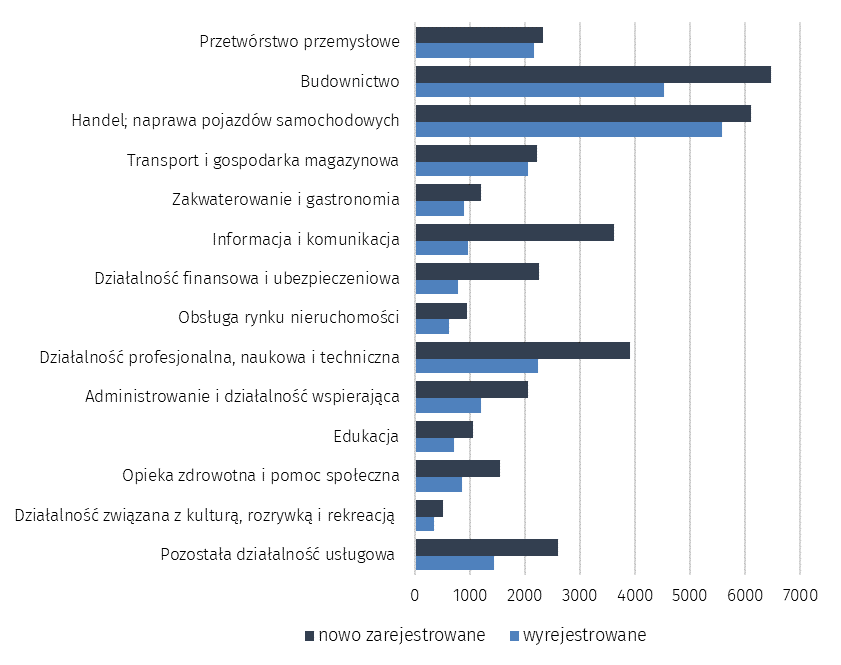 Przetwórstwo przemysłowe
Budownictwo
Handel; naprawa pojazdów samochodowych
Transport i gospodarka magazynowa
Zakwaterowanie i gastronomia
Informacja i komunikacja
Działalność finansowa i ubezpieczeniowa
Obsługa rynku nieruchomości
Działalność profesjonalna, naukowa i techniczna
Administrowanie i działalność wspierająca
Edukacja
Opieka zdrowotna i pomoc społeczna
Działalność związana z kulturą, rozrywką i rekreacją
Pozostała działalność usługowa
0 1000 2000 3000 4000 5000 6000 7000
nowo zarejestrowane wyrejestrowane